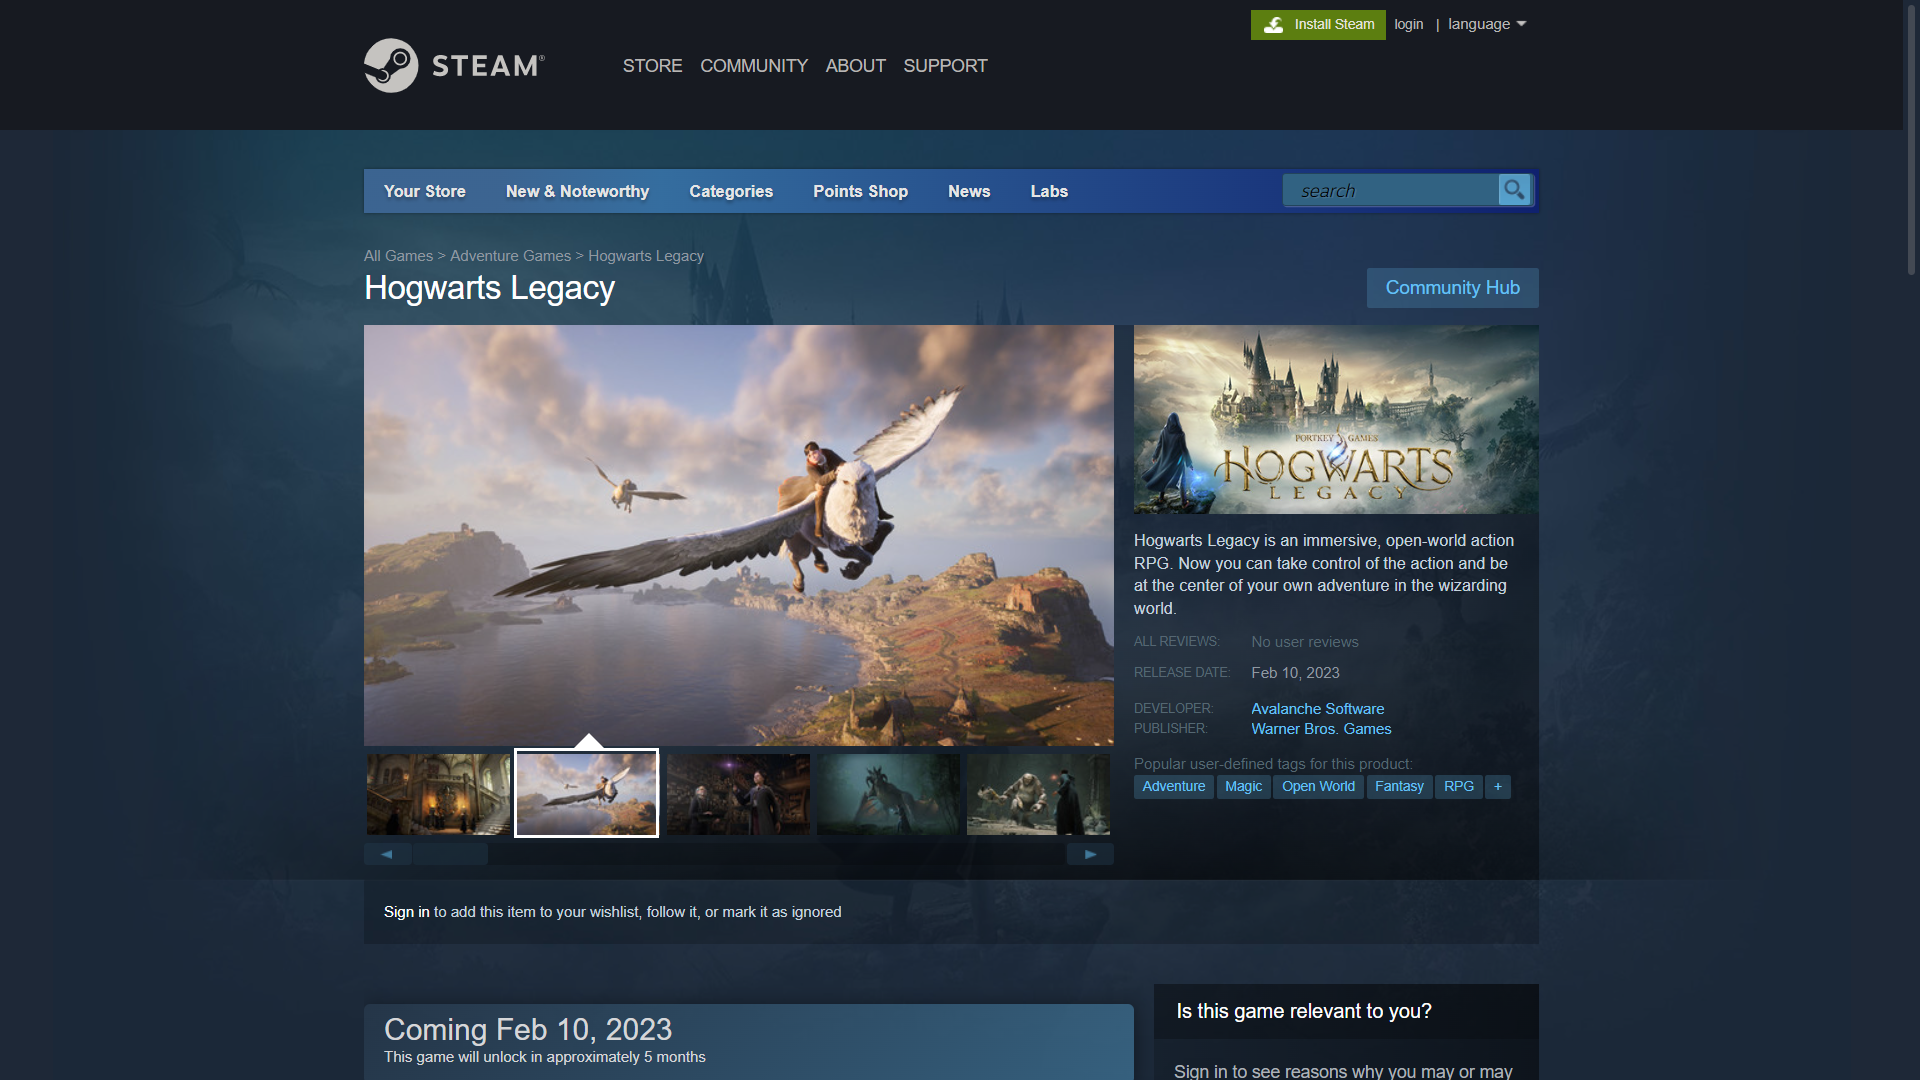 Install Steam
login | language
STEAM®
STORE COMMUNITY ABOUT SUPPORT
Your Store New & Noteworthy Categories Points Shop News Labs
search
All Games > Adventure Games > Hogwarts Legacy
Hogwarts Legacy
Community Hub
PORTKEY GAMES
HOGWARTS
LEGACY
Hogwarts Legacy is an immersive, open-world action
RPG. Now you can take control of the action and be
at the center of your own adventure in the wizarding
world.
ALL REVIEWS: No user reviews
RELEASE DATE: Feb 10, 2023
DEVELOPER: Avalanche Software
PUBLISHER: Warner Bros. Games
Popular user-defined tags for this product:
Adventure Magic Open World Fantasy RPG +
Sign in to add this item to your wishlist, follow it, or mark it as ignored
Coming Feb 10, 2023
This game will unlock in approximately 5 months
Is this game relevant to you?
Sign in to see reasons why you may or may